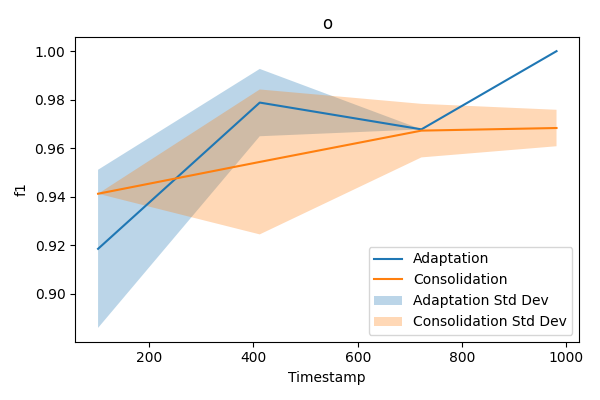 o
1.00
0.98
0.96
0.94
0.92
0.90
f1
200
400
600
800
1000
Timestamp
Adaptation
Consolidation
Adaptation Std Dev
Consolidation Std Dev